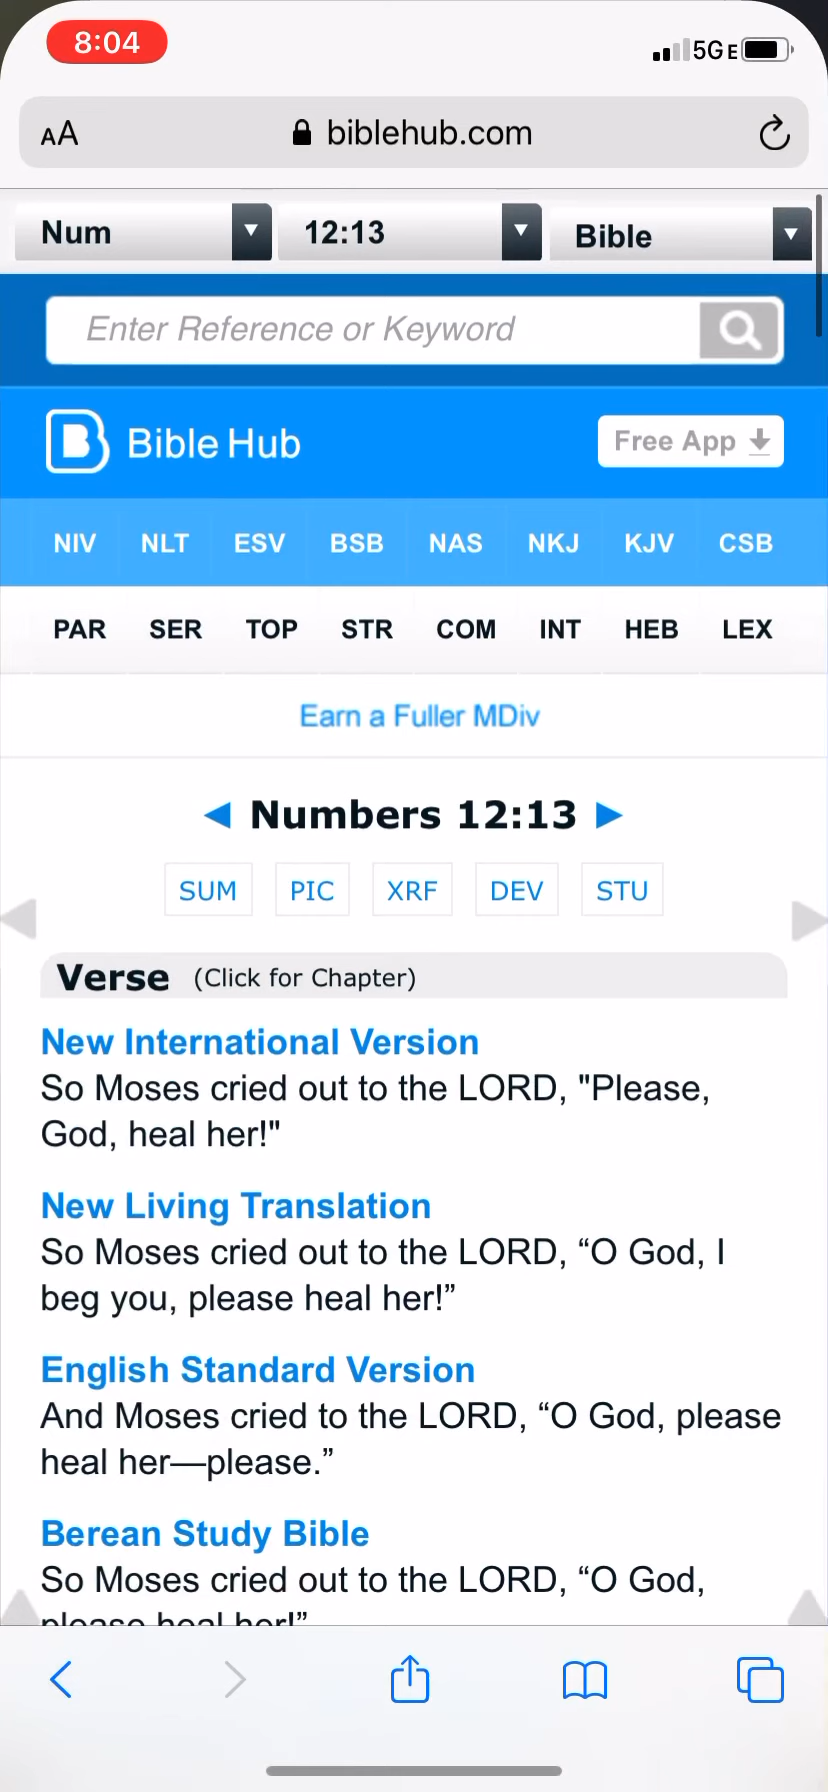 8:04
5GE
AA biblehub.com
Num 12:13 Bible
Enter Reference or Keyword
B Bible Hub Free App
NIV NLT ESV BSB NAS NKJ KJV CSB
PAR SER TOP STR COM INT HEB LEX
Earn a Fuller MDiv
Numbers 12:13
SUM PIC XRF DEV STU
Verse (Click for Chapter)
New International Version
So Moses cried out to the LORD, "Please,
God, heal her!"
New Living Translation
So Moses cried out to the LORD, “O God, I
beg you, please heal her!”
English Standard Version
And Moses cried to the LORD, “O God, please
heal her—please.”
Berean Study Bible
So Moses cried out to the LORD, “O God,
please heal her!”